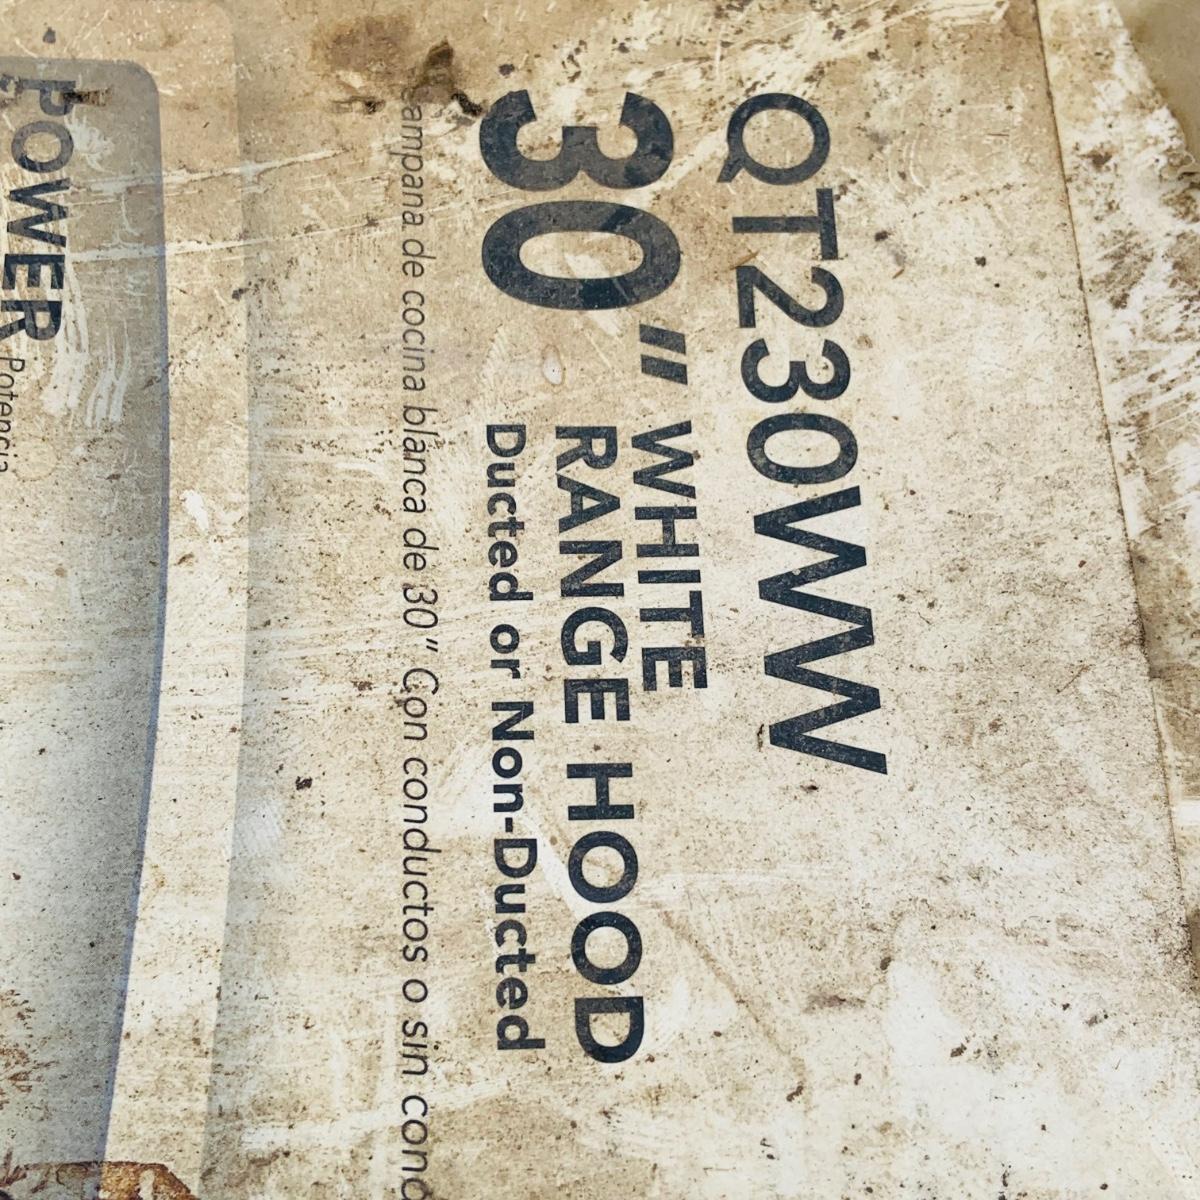 QT230WW
30" WHITE
RANGE HOOD
Ducted or Non-Ducted
ampana de cocina blanca de 30" Con conductos o sin cond
POWER Potencia